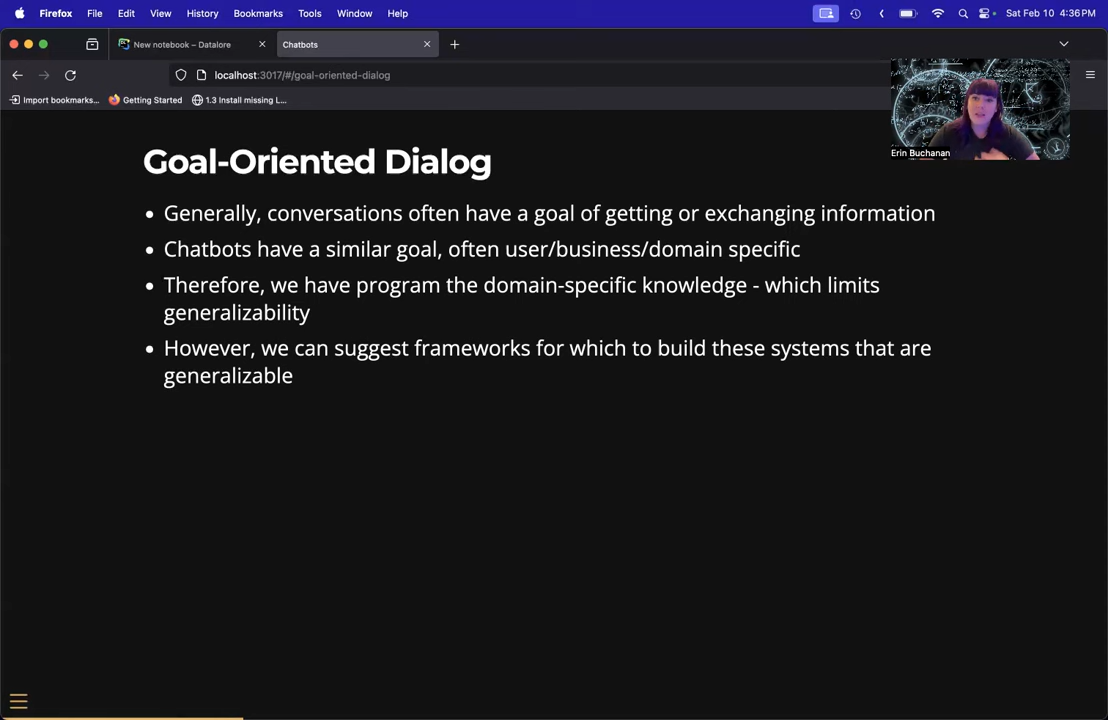 Firefox File Edit View History Bookmarks Tools Window Help Sat Feb 10 4:36 PM
New notebook – Datalore Chatbots
localhost:3017/#/goal-oriented-dialog
Import bookmarks... Getting Started 1.3 Install missing L...
Erin Buchanan
Goal-Oriented Dialog
Generally, conversations often have a goal of getting or exchanging information
Chatbots have a similar goal, often user/business/domain specific
Therefore, we have program the domain-specific knowledge - which limits
generalizability
However, we can suggest frameworks for which to build these systems that are
generalizable